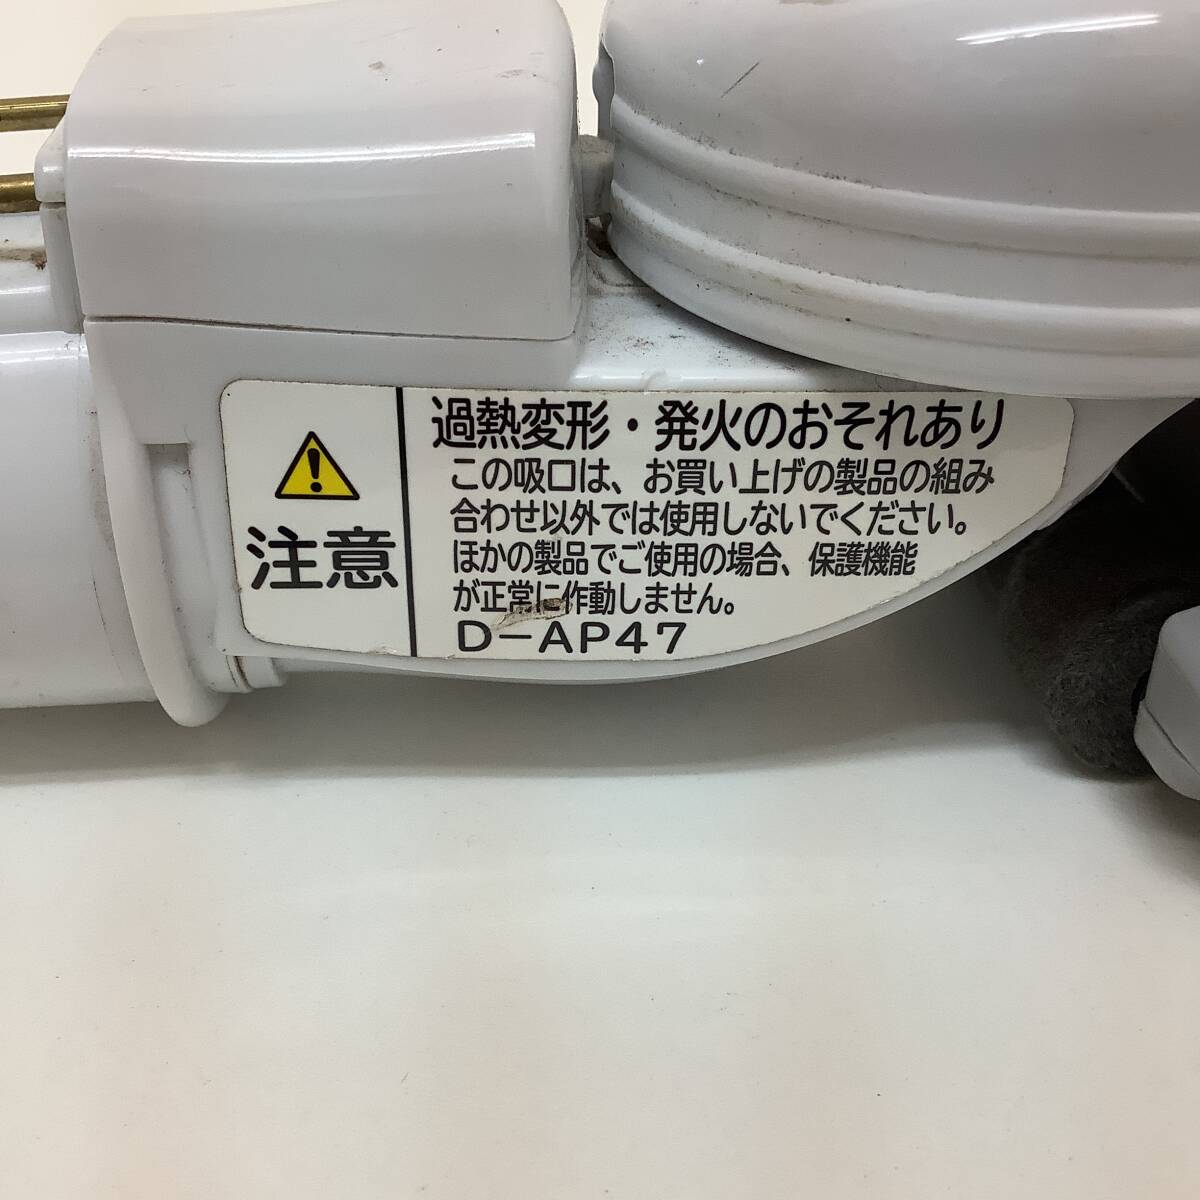 注意
過熱変形・発火のおそれあり
この吸口は、お買い上げの製品の組み
合わせ以外では使用しないでください。
ほかの製品でご使用の場合、保護機能
が正常に作動しません。
D-AP47